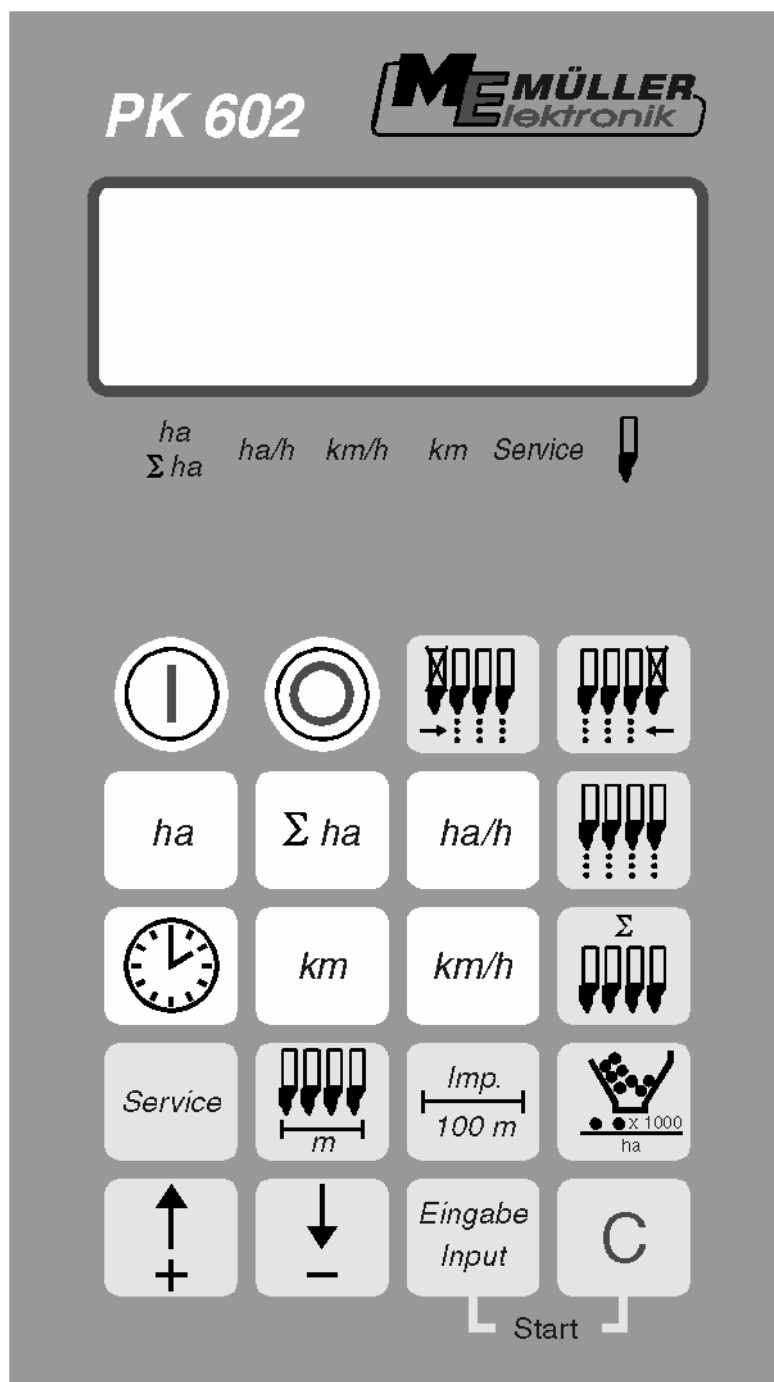 PK 602
ME MÜLLER
Elektronik
ha
Σ ha
ha/h
km/h
km
Service
ha
Σ ha
ha/h
km
km/h
Σ
Service
m
Imp.
100 m
x 1000
ha
+
−
Eingabe
Input
C
Start